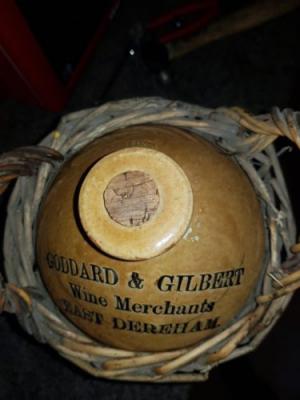 GODDARD & GILBERT
Wine Merchants
EAST DEREHAM.